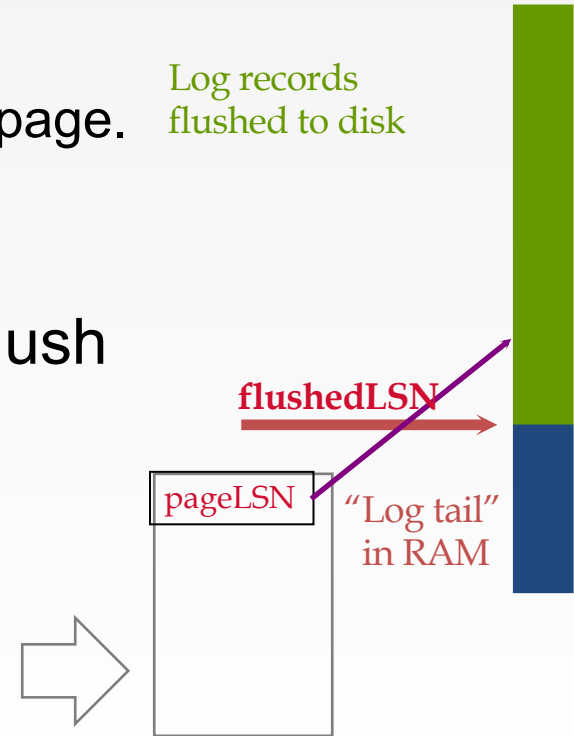 Log records
page.
flushed to disk
ush
flushedLSN
pageLSN
“Log tail”
in RAM